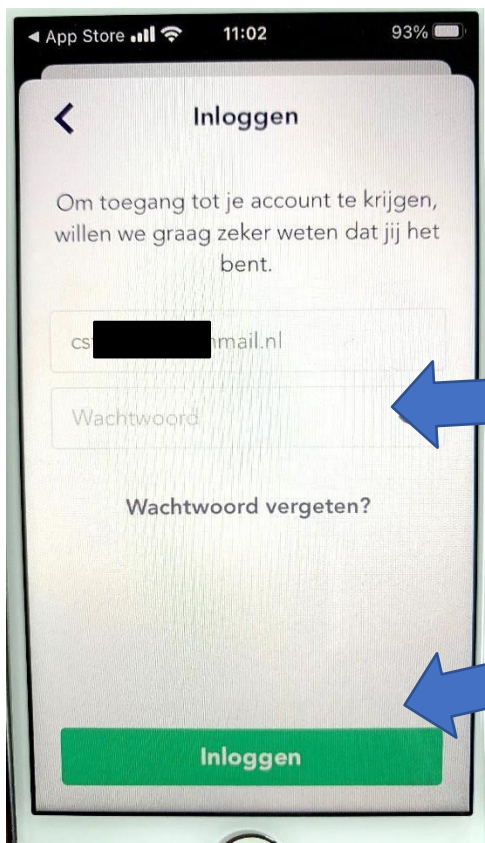 App Store 11:02 93%
Inloggen
Om toegang tot je account te krijgen,
willen we graag zeker weten dat jij het
bent.
cs mail.nl
Wachtwoord
Wachtwoord vergeten?
Inloggen